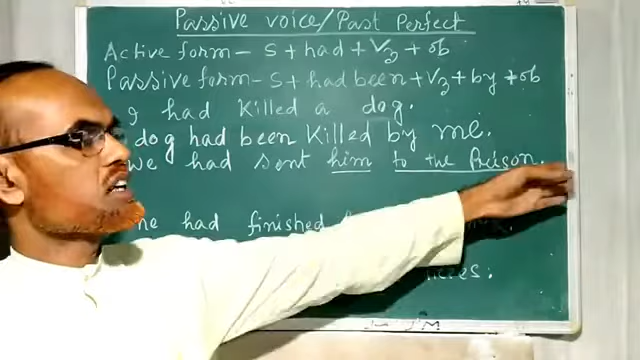 Passive voice/Past Perfect
Active form - S + had + V3 + ob
Passive form - S + had been + V3 + by + ob
I had killed a dog.
dog had been killed by me.
we had sent him to the Prison.
had finished